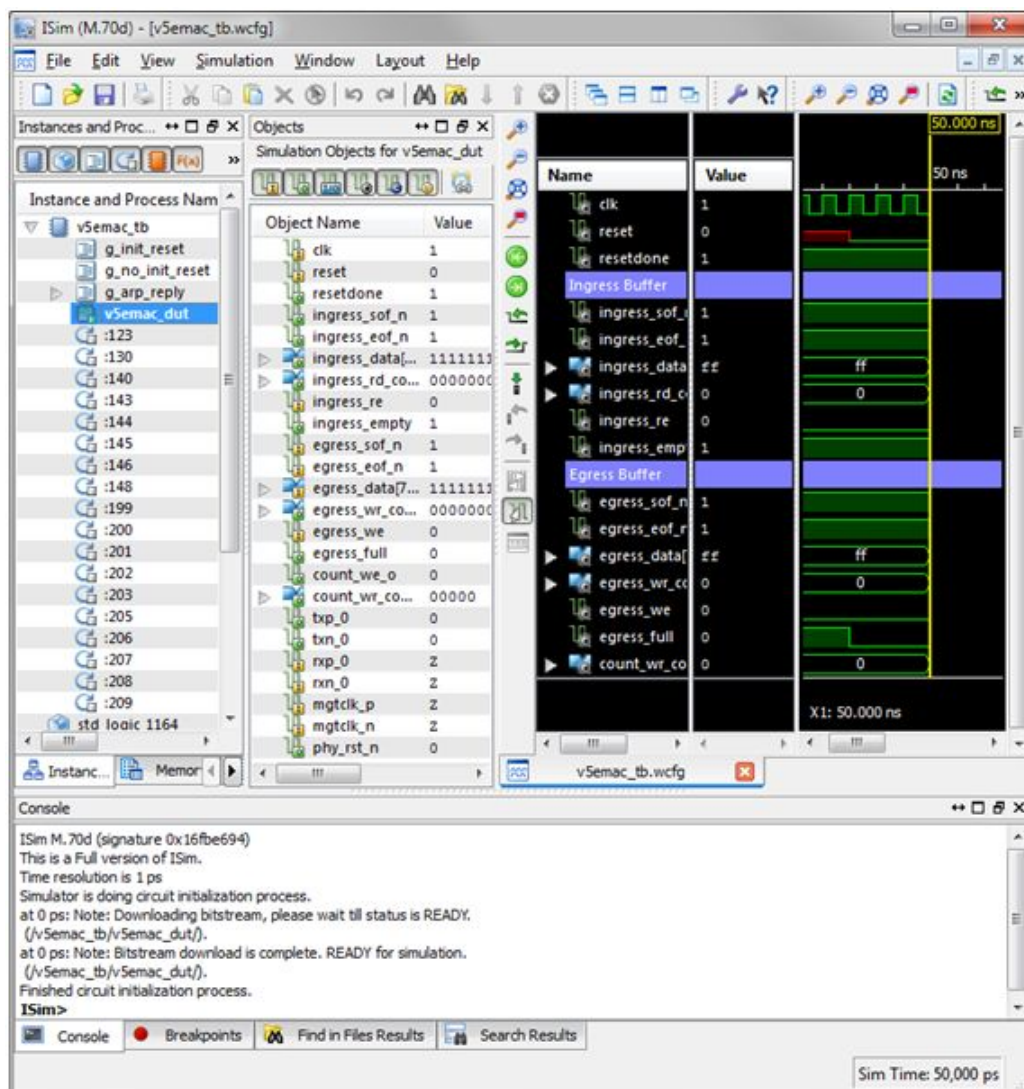 ISim (M.70d) - [v5emac_tb.wcfg]
File Edit View Simulation Window Layout Help
Instances and Proc...
Instance and Process Nam
v5emac_tb
g_init_reset
g_no_init_reset
g_arp_reply
v5emac_dut
:123
:130
:140
:143
:144
:145
:146
:148
:199
:200
:201
:202
:203
:205
:206
:207
:208
:209
std_logic_1164
Instanc... Memor
Objects
Simulation Objects for v5emac_dut
Object Name Value
clk 1
reset 0
resetdone 1
ingress_sof_n 1
ingress_eof_n 1
ingress_data[... 1111111
ingress_rd_co... 0000000
ingress_re 0
ingress_empty 1
egress_sof_n 1
egress_eof_n 1
egress_data[7... 1111111
egress_wr_co... 0000000
egress_we 0
egress_full 0
count_we_o 0
count_wr_co... 00000
txp_0 0
txn_0 0
rxp_0 Z
rxn_0 Z
mgtclk_p Z
mgtclk_n Z
phy_rst_n 0
50.000 ns
50 ns
Name Value
clk 1
reset 0
resetdone 1
Ingress Buffer
ingress_sof_ 1
ingress_eof_ 1
ingress_data ff ff
ingress_rd_c 0 0
ingress_re 0
ingress_emp 1
Egress Buffer
egress_sof_n 1
egress_eof_r 1
egress_data[ ff ff
egress_wr_cc 0 0
egress_we 0
egress_full 0
count_wr_co 0 0
X1: 50.000 ns
v5emac_tb.wcfg
Console
ISim M.70d (signature 0x16fbe694)
This is a Full version of ISim.
Time resolution is 1 ps
Simulator is doing circuit initialization process.
at 0 ps: Note: Downloading bitstream, please wait till status is READY.
(/v5emac_tb/v5emac_dut/).
at 0 ps: Note: Bitstream download is complete. READY for simulation.
(/v5emac_tb/v5emac_dut/).
Finished circuit initialization process.
ISim>
Console Breakpoints Find in Files Results Search Results
Sim Time: 50,000 ps